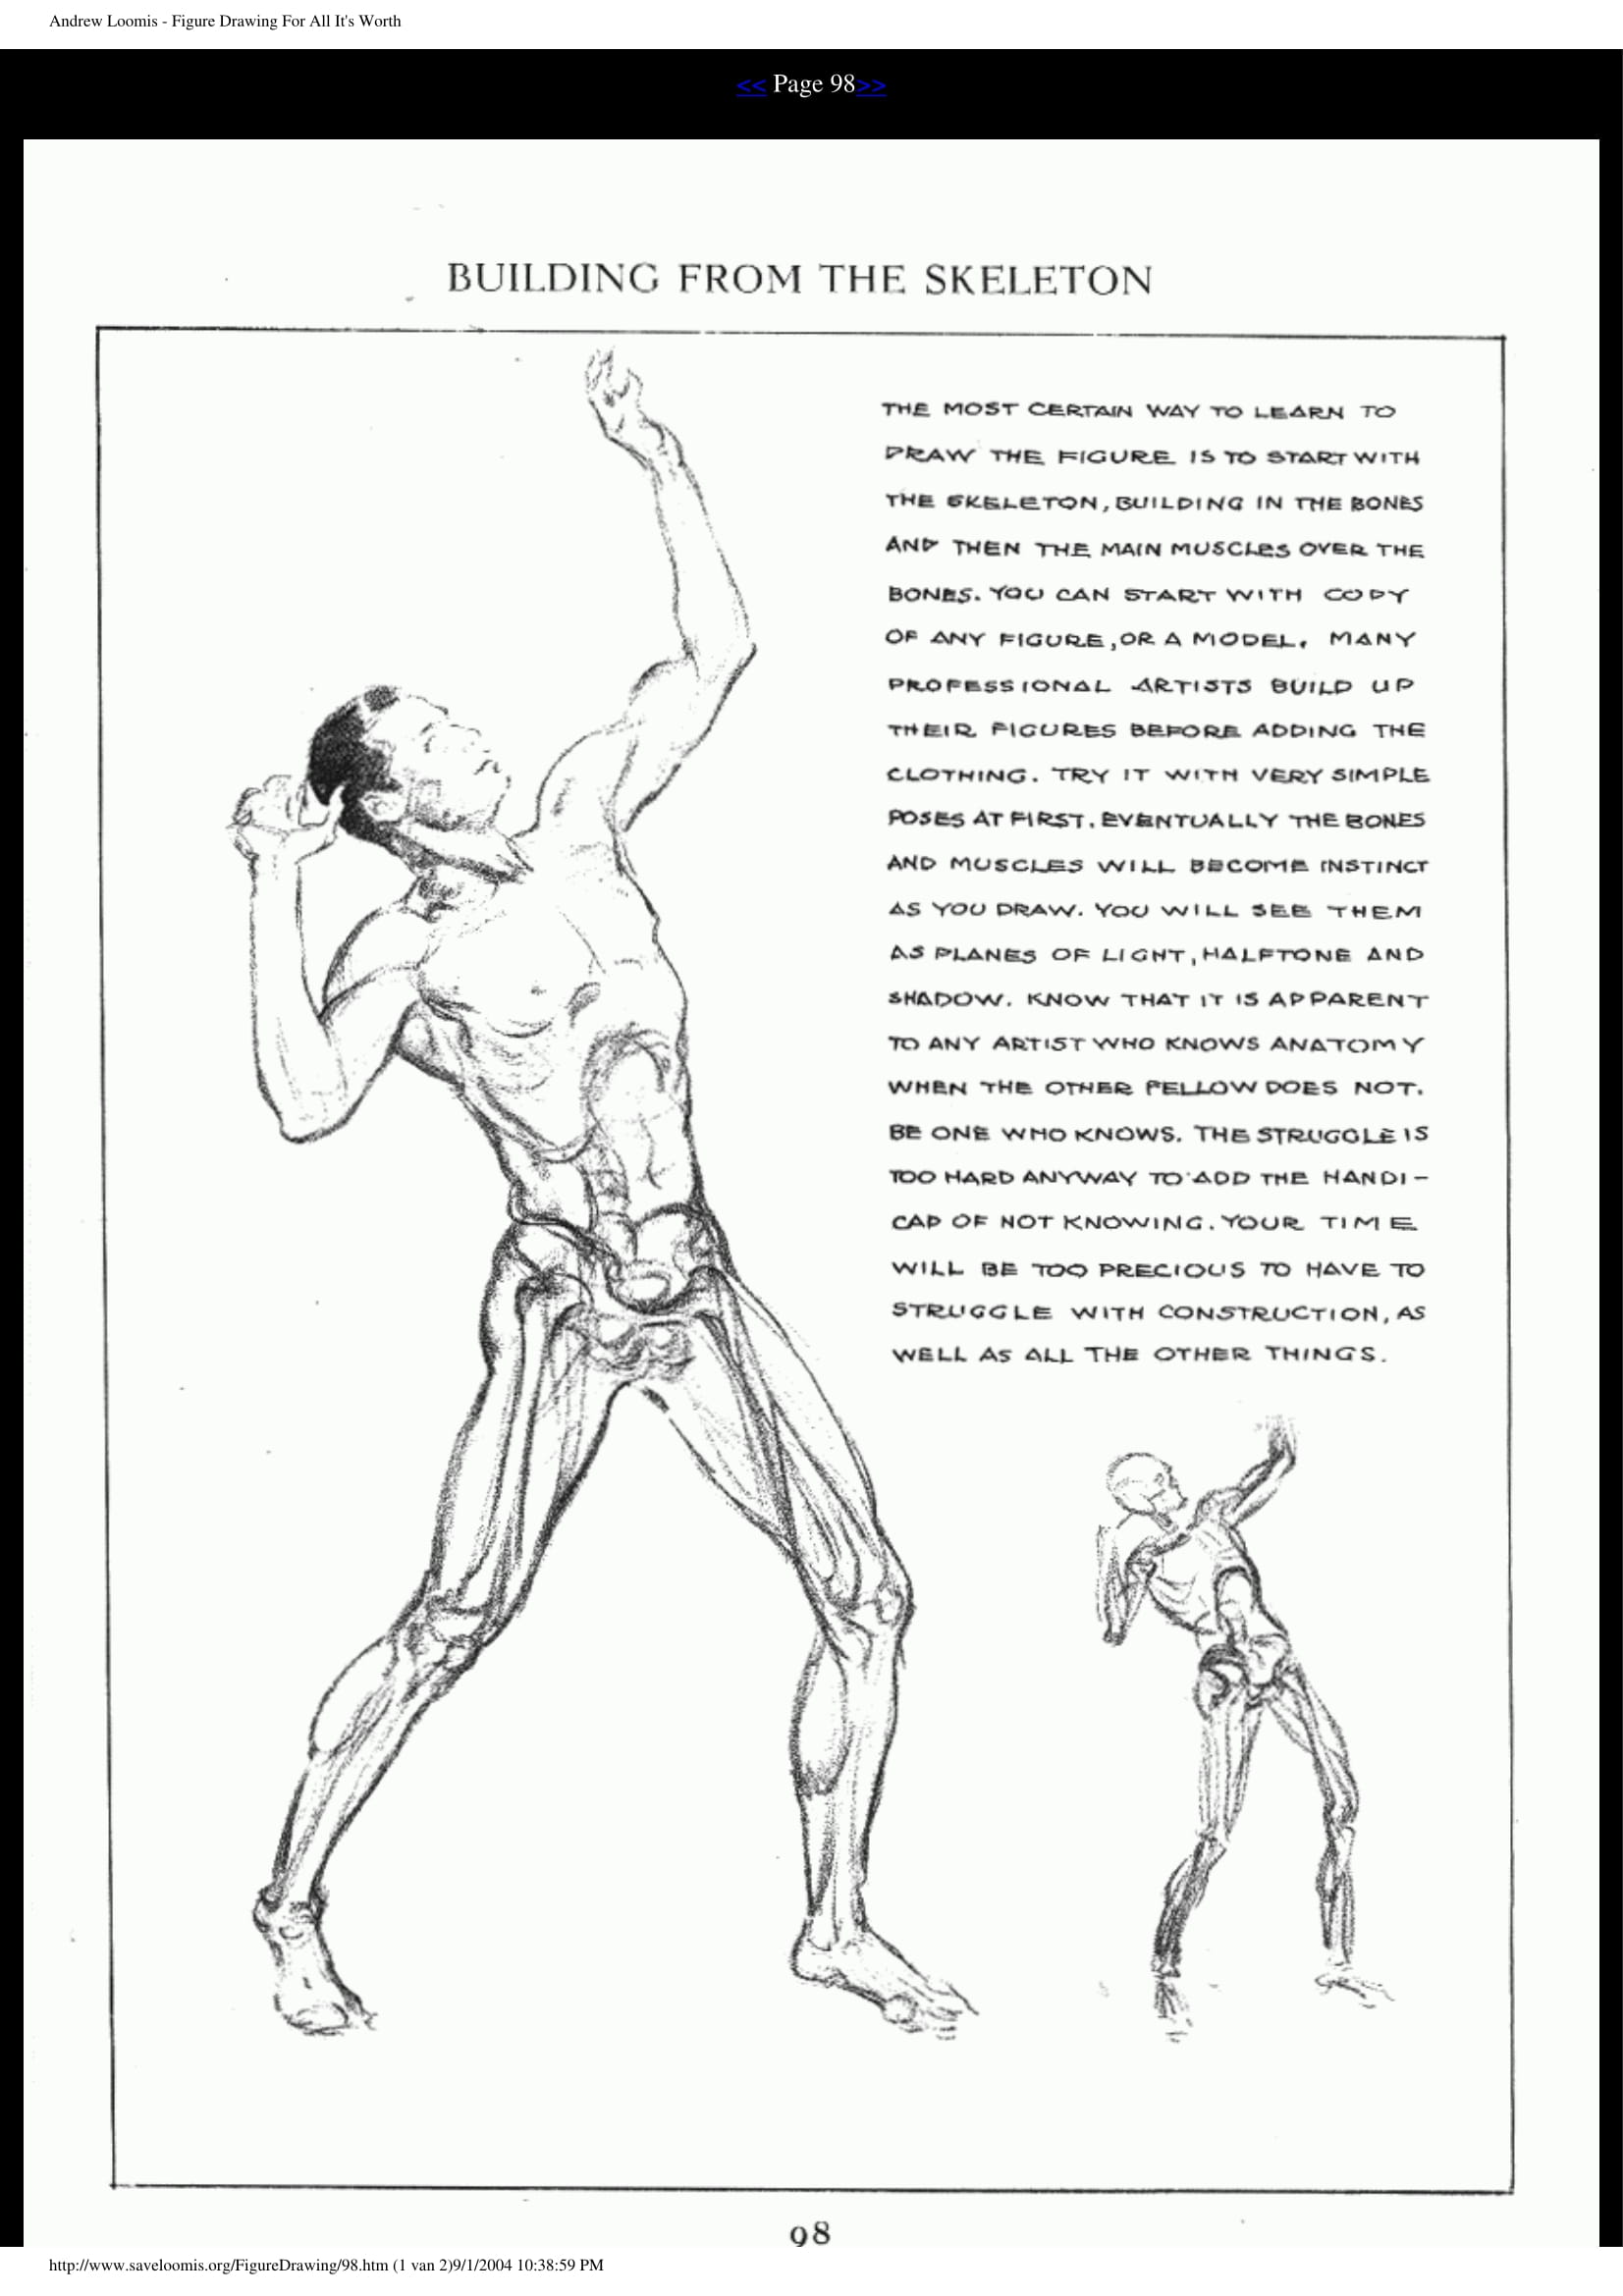 Andrew Loomis - Figure Drawing For All It's Worth
<< Page 98>>
BUILDING FROM THE SKELETON
THE MOST CERTAIN WAY TO LEARN TO
DRAW THE FIGURE IS TO START WITH
THE SKELETON, BUILDING IN THE BONES
AND THEN THE MAIN MUSCLES OVER THE
BONES. YOU CAN START WITH COPY
OF ANY FIGURE, OR A MODEL. MANY
PROFESSIONAL ARTISTS BUILD UP
THEIR FIGURES BEFORE ADDING THE
CLOTHING. TRY IT WITH VERY SIMPLE
POSES AT FIRST. EVENTUALLY THE BONES
AND MUSCLES WILL BECOME INSTINCT
AS YOU DRAW. YOU WILL SEE THEM
AS PLANES OF LIGHT, HALFTONE AND
SHADOW. KNOW THAT IT IS APPARENT
TO ANY ARTIST WHO KNOWS ANATOMY
WHEN THE OTHER FELLOW DOES NOT.
BE ONE WHO KNOWS. THE STRUGGLE IS
TOO HARD ANYWAY TO ADD THE HANDI-
CAP OF NOT KNOWING. YOUR TIME
WILL BE TOO PRECIOUS TO HAVE TO
STRUGGLE WITH CONSTRUCTION, AS
WELL AS ALL THE OTHER THINGS.
98
http://www.saveloomis.org/FigureDrawing/98.htm (1 van 2)9/1/2004 10:38:59 PM